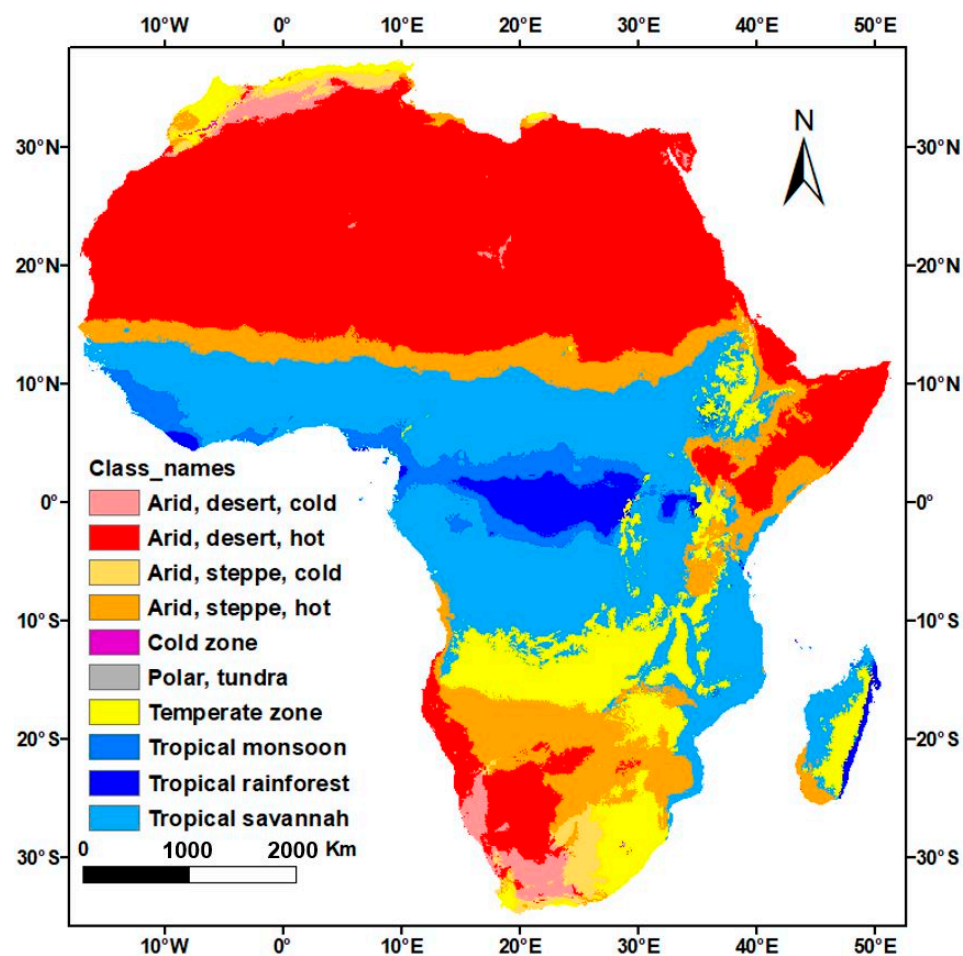 10°W 0° 10°E 20°E 30°E 40°E 50°E
N
30°N 30°N
20°N 20°N
10°N 10°N
Class_names
0° 0°
Arid, desert, cold
Arid, desert, hot
Arid, steppe, cold
10°S 10°S
Arid, steppe, hot
Cold zone
Polar, tundra
Temperate zone
20°S 20°S
Tropical monsoon
Tropical rainforest
Tropical savannah
30°S 30°S
0 1000 2000 Km
10°W 0° 10°E 20°E 30°E 40°E 50°E